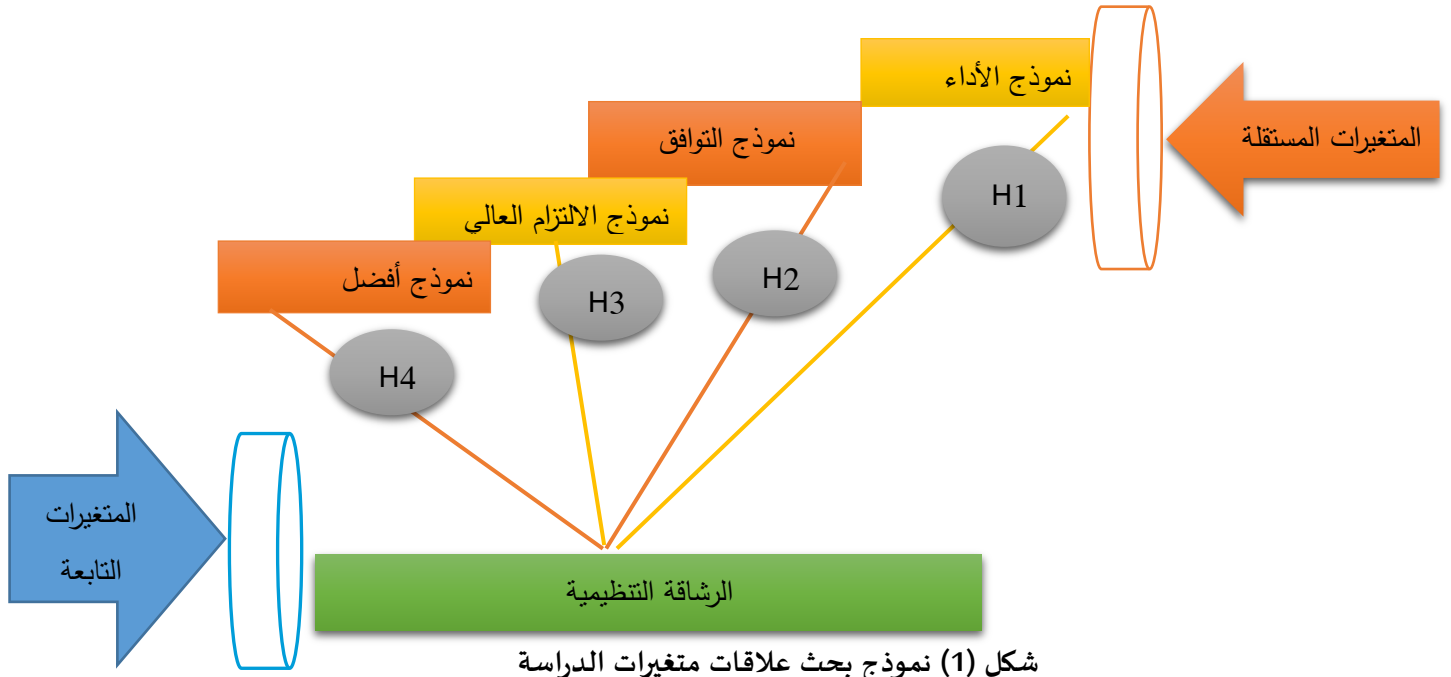 نموذج الأداء
المتغيرات المستقلة
نموذج التوافق
H1
نموذج الالتزام العالي
نموذج أفضل
H2
H3
H4
المتغيرات
التابعة
الرشاقة التنظيمية
شكل (1) نموذج بحث علاقات متغيرات الدراسة